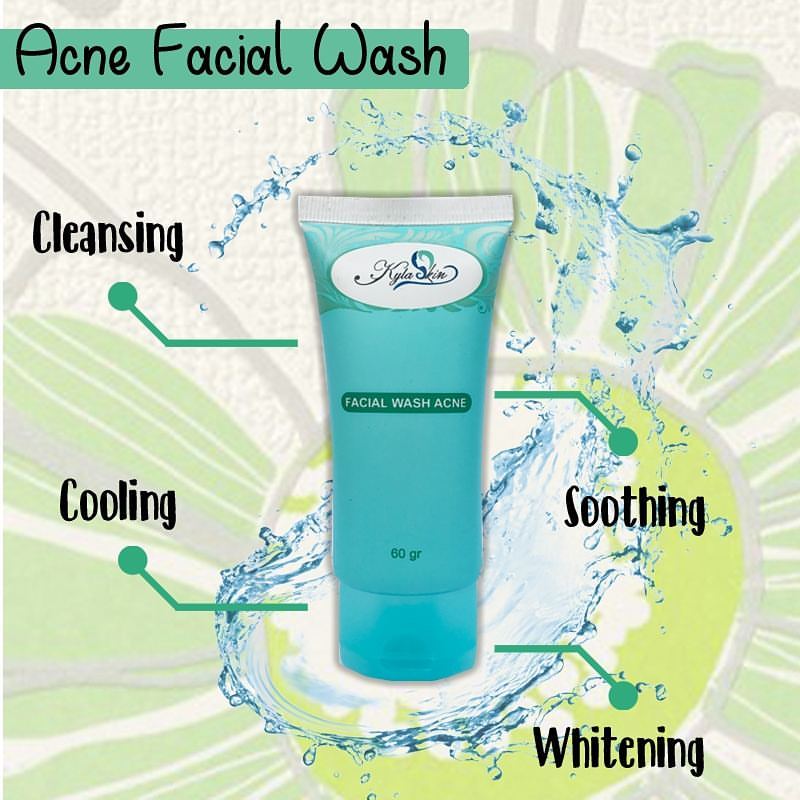 Acne Facial Wash
Cleansing
Kyla Skin
FACIAL WASH ACNE
Cooling
Soothing
60 gr
Whitening